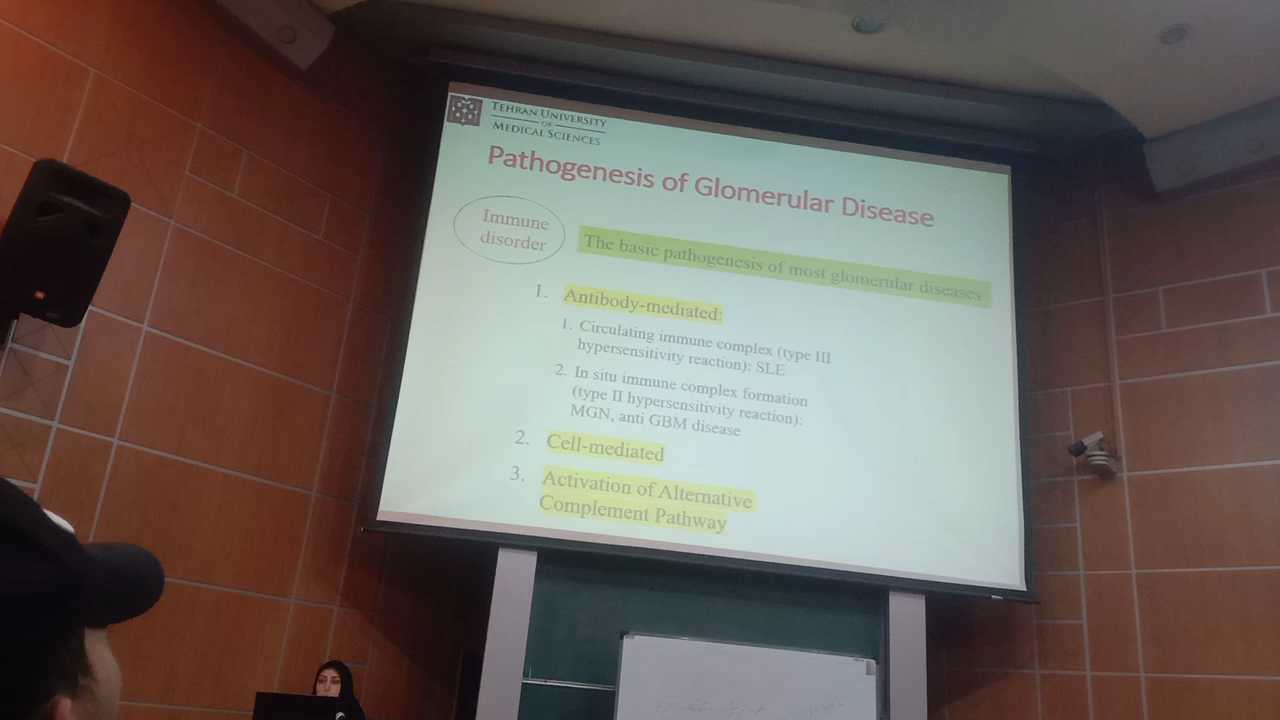 TEHRAN UNIVERSITY
OF
MEDICAL SCIENCES
Pathogenesis of Glomerular Disease
Immune
disorder
The basic pathogenesis of most glomerular diseases
1. Antibody-mediated:
1. Circulating immune complex (type III
hypersensitivity reaction): SLE
2. In situ immune complex formation
(type II hypersensitivity reaction):
MGN, anti GBM disease
2. Cell-mediated
3. Activation of Alternative
Complement Pathway